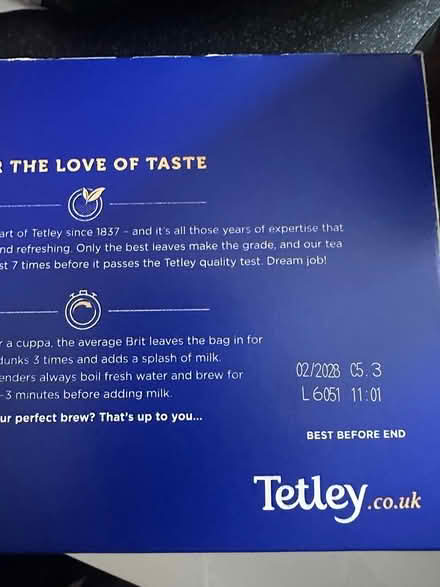 THE LOVE OF TASTE
art of Tetley since 1837 – and it's all those years of expertise that
nd refreshing. Only the best leaves make the grade, and our tea
st 7 times before it passes the Tetley quality test. Dream job!
r a cuppa, the average Brit leaves the bag in for
dunks 3 times and adds a splash of milk.
enders always boil fresh water and brew for
-3 minutes before adding milk.
ur perfect brew? That's up to you...
02/2028 C5.3
L6051 11:01
BEST BEFORE END
Tetley.co.uk